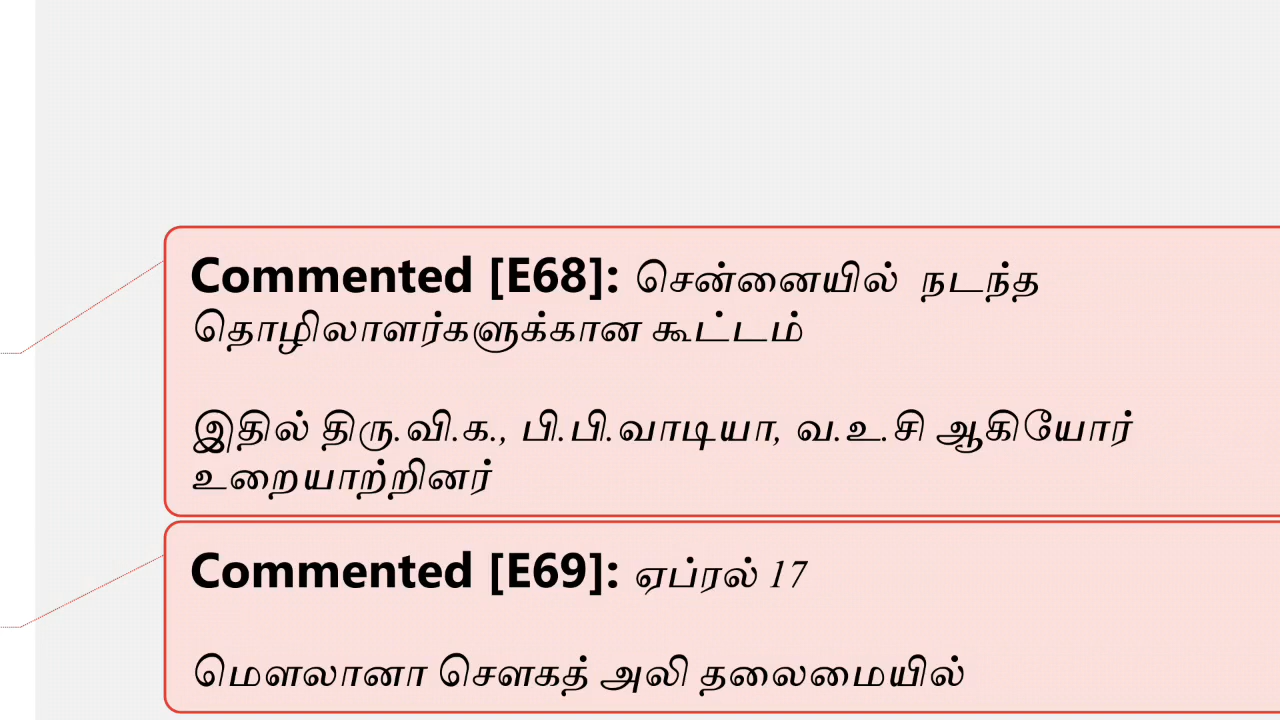 Commented [E68]: சென்னையில் நடந்த
தொழிலாளர்களுக்கான கூட்டம்
இதில் திரு.வி.க., பி.பி.வாடியா, வ.உ.சி ஆகியோர்
உறையாற்றினர்
Commented [E69]: ஏப்ரல் 17
மௌலானா சௌகத் அலி தலைமையில்